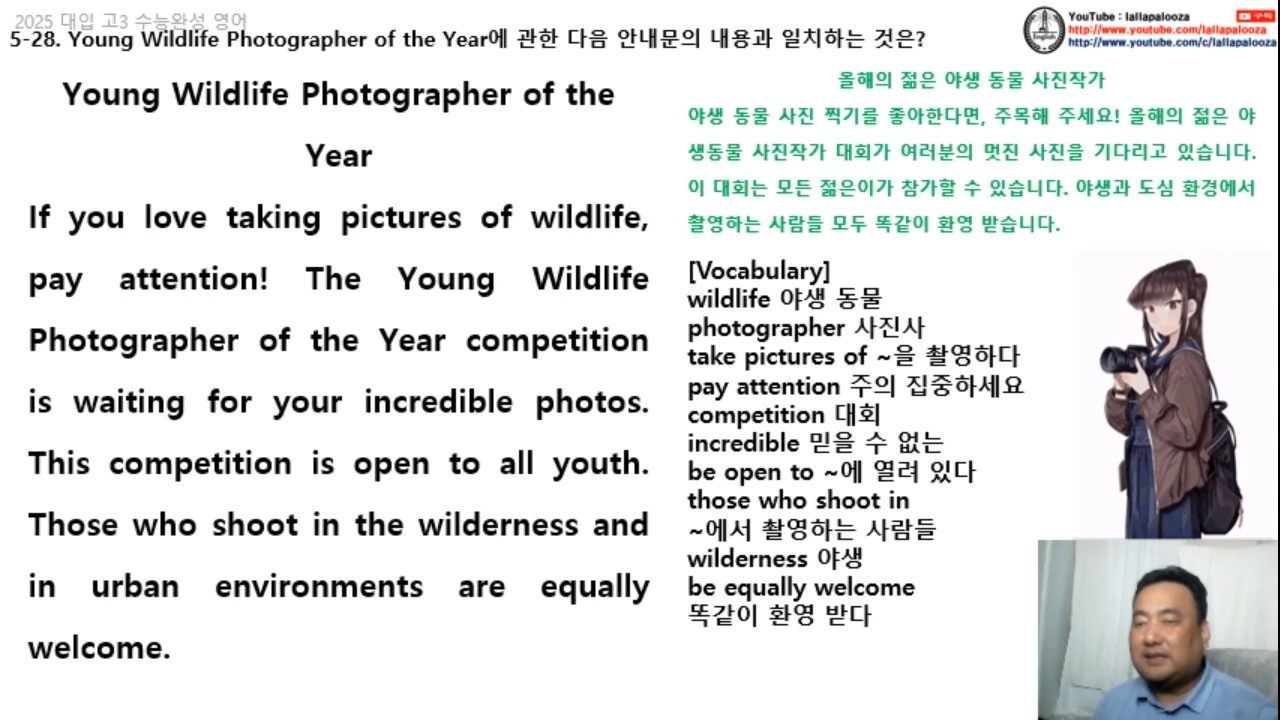 2025 대입 고3 수능완성 영어
5-28. Young Wildlife Photographer of the Year에 관한 다음 안내문의 내용과 일치하는 것은?
YouTube : lallapalooza
구독
http://www.youtube.com/lallapalooza
http://www.youtube.com/c/lallapalooza
English
Young Wildlife Photographer of the
Year
If you love taking pictures of wildlife,
pay attention! The Young Wildlife
Photographer of the Year competition
is waiting for your incredible photos.
This competition is open to all youth.
Those who shoot in the wilderness and
in urban environments are equally
welcome.
올해의 젊은 야생 동물 사진작가
야생 동물 사진 찍기를 좋아한다면, 주목해 주세요! 올해의 젊은 야
생동물 사진작가 대회가 여러분의 멋진 사진을 기다리고 있습니다.
이 대회는 모든 젊은이가 참가할 수 있습니다. 야생과 도심 환경에서
촬영하는 사람들 모두 똑같이 환영 받습니다.
[Vocabulary]
wildlife 야생 동물
photographer 사진사
take pictures of ~을 촬영하다
pay attention 주의 집중하세요
competition 대회
incredible 믿을 수 없는
be open to ~에 열려 있다
those who shoot in
~에서 촬영하는 사람들
wilderness 야생
be equally welcome
똑같이 환영 받다